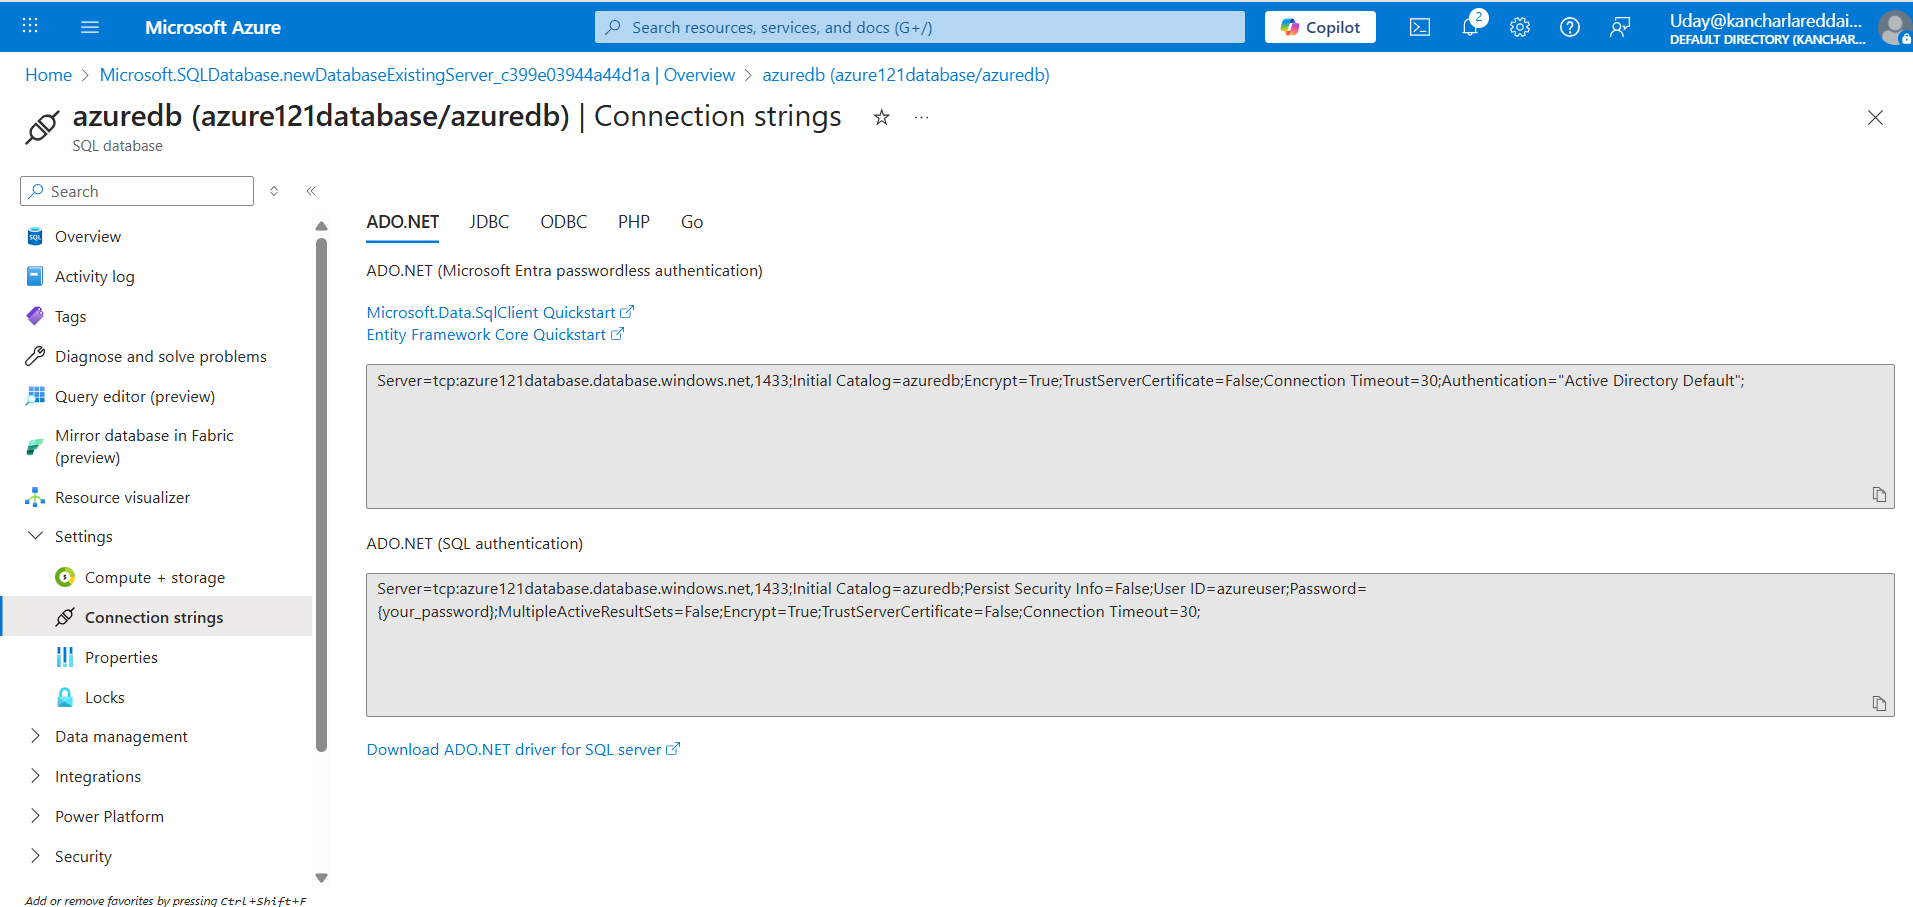 Microsoft Azure
Search resources, services, and docs (G+/)
Copilot
2
Uday@kancharlareddai...
DEFAULT DIRECTORY (KANCHAR...
Home > Microsoft.SQLDatabase.newDatabaseExistingServer_c399e03944a44d1a | Overview > azuredb (azure121database/azuredb)
azuredb (azure121database/azuredb) | Connection strings
SQL database
Search
Overview
Activity log
Tags
Diagnose and solve problems
Query editor (preview)
Mirror database in Fabric
(preview)
Resource visualizer
Settings
Compute + storage
Connection strings
Properties
Locks
Data management
Integrations
Power Platform
Security
Add or remove favorites by pressing Ctrl+Shift+F
ADO.NET JDBC ODBC PHP Go
ADO.NET (Microsoft Entra passwordless authentication)
Microsoft.Data.SqlClient Quickstart
Entity Framework Core Quickstart
Server=tcp:azure121database.database.windows.net,1433;Initial Catalog=azuredb;Encrypt=True;TrustServerCertificate=False;Connection Timeout=30;Authentication="Active Directory Default";
ADO.NET (SQL authentication)
Server=tcp:azure121database.database.windows.net,1433;Initial Catalog=azuredb;Persist Security Info=False;User ID=azureuser;Password=
{your_password};MultipleActiveResultSets=False;Encrypt=True;TrustServerCertificate=False;Connection Timeout=30;
Download ADO.NET driver for SQL server